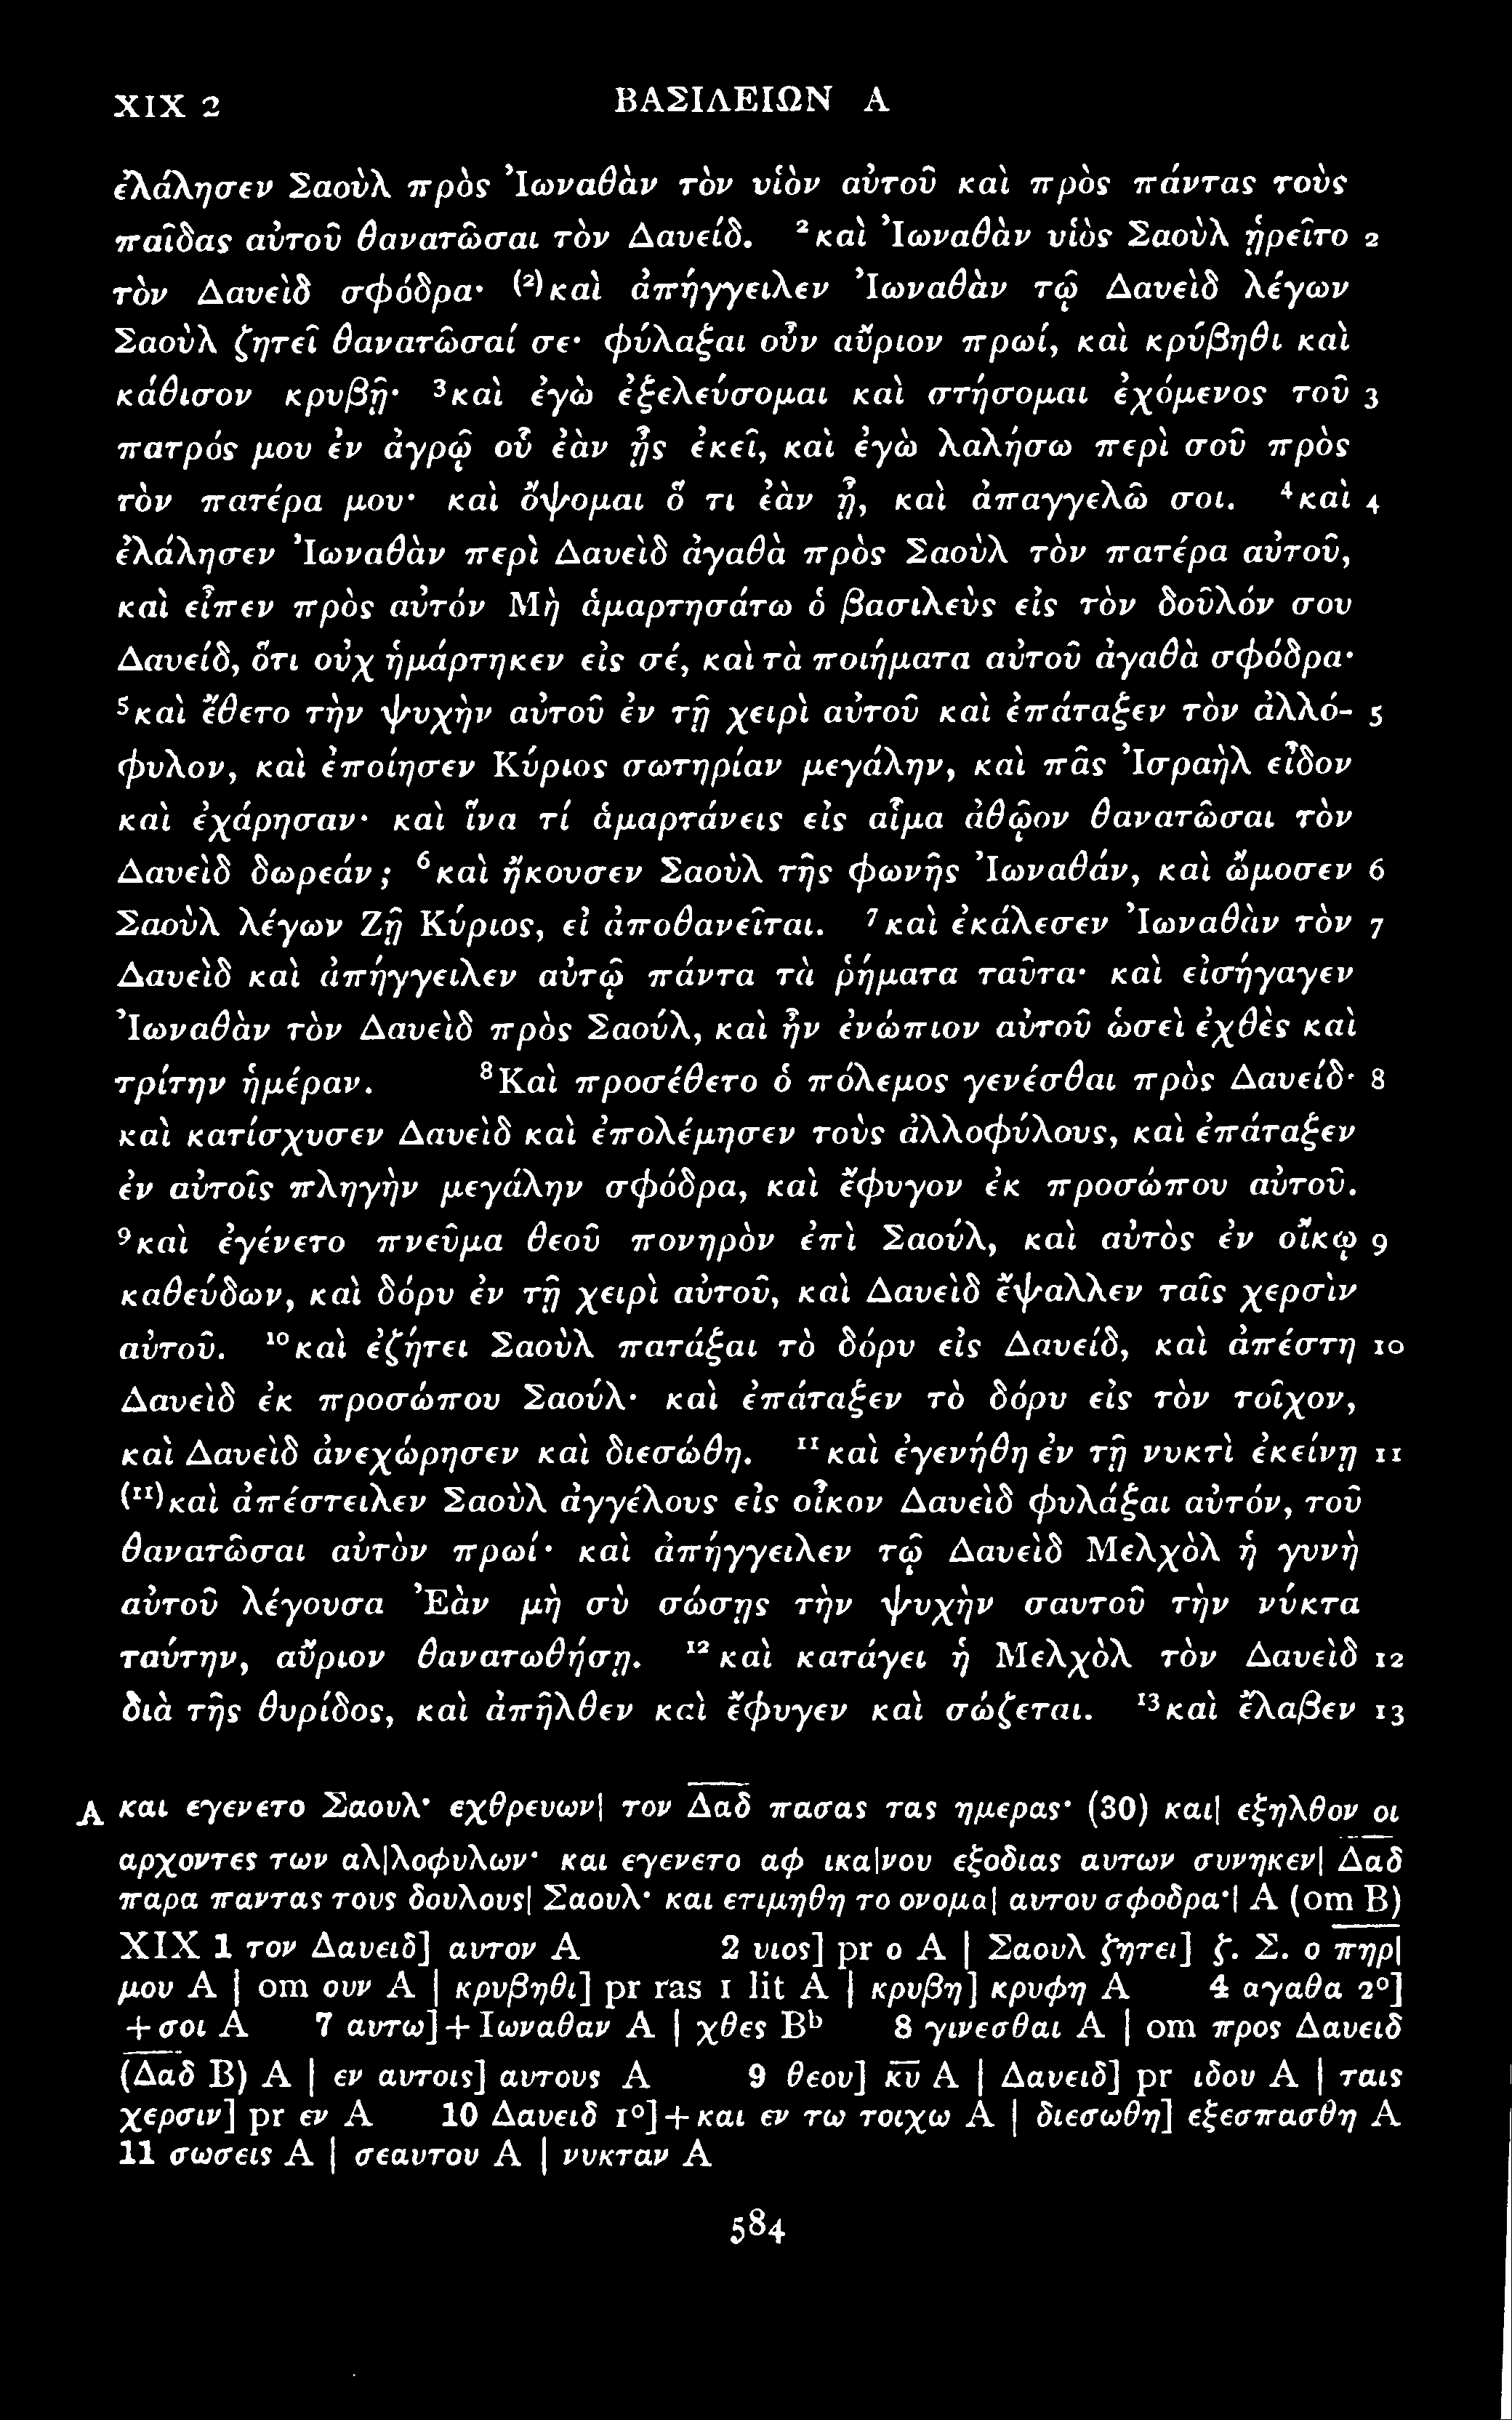 XIX 2 ΒΑΣΙΛΕΙΩΝ Α
ἐλάλησεν Σαοὺλ πρὸς Ἰωναθὰν τὸν υἱὸν αὐτοῦ καὶ πρὸς πάντας τοὺς
παῖδας αὐτοῦ θανατῶσαι τὸν Δαυείδ. ²καὶ Ἰωναθὰν υἱὸς Σαοὺλ ᾑρεῖτο 2
τὸν Δαυεὶδ σφόδρα· ⁽²⁾καὶ ἀπήγγειλεν Ἰωναθὰν τῷ Δαυεὶδ λέγων
Σαοὺλ ζητεῖ θανατῶσαί σε· φύλαξαι οὖν αὔριον πρωί, καὶ κρύβηθι καὶ
κάθισον κρυβῇ· ³καὶ ἐγὼ ἐξελεύσομαι καὶ στήσομαι ἐχόμενος τοῦ 3
πατρός μου ἐν ἀγρῷ οὗ ἐὰν ᾖς ἐκεῖ, καὶ ἐγὼ λαλήσω περὶ σοῦ πρὸς
τὸν πατέρα μου· καὶ ὄψομαι ὅ τι ἐὰν ᾖ, καὶ ἀπαγγελῶ σοι. ⁴καὶ 4
ἐλάλησεν Ἰωναθὰν περὶ Δαυεὶδ ἀγαθὰ πρὸς Σαοὺλ τὸν πατέρα αὐτοῦ,
καὶ εἶπεν πρὸς αὐτόν Μὴ ἁμαρτησάτω ὁ βασιλεὺς εἰς τὸν δοῦλόν σου
Δαυείδ, ὅτι οὐχ ἡμάρτηκεν εἰς σέ, καὶ τὰ ποιήματα αὐτοῦ ἀγαθὰ σφόδρα·
⁵καὶ ἔθετο τὴν ψυχὴν αὐτοῦ ἐν τῇ χειρὶ αὐτοῦ καὶ ἐπάταξεν τὸν ἀλλό- 5
φυλον, καὶ ἐποίησεν Κύριος σωτηρίαν μεγάλην, καὶ πᾶς Ἰσραὴλ εἶδον
καὶ ἐχάρησαν· καὶ ἵνα τί ἁμαρτάνεις εἰς αἷμα ἀθῷον θανατῶσαι τὸν
Δαυεὶδ δωρεάν; ⁶καὶ ἤκουσεν Σαοὺλ τῆς φωνῆς Ἰωναθάν, καὶ ὤμοσεν 6
Σαοὺλ λέγων Ζῇ Κύριος, εἰ ἀποθανεῖται. ⁷καὶ ἐκάλεσεν Ἰωναθὰν τὸν 7
Δαυεὶδ καὶ ἀπήγγειλεν αὐτῷ πάντα τὰ ῥήματα ταῦτα· καὶ εἰσήγαγεν
Ἰωναθὰν τὸν Δαυεὶδ πρὸς Σαούλ, καὶ ἦν ἐνώπιον αὐτοῦ ὡσεὶ ἐχθὲς καὶ
τρίτην ἡμέραν. ⁸Καὶ προσέθετο ὁ πόλεμος γενέσθαι πρὸς Δαυείδ· 8
καὶ κατίσχυσεν Δαυεὶδ καὶ ἐπολέμησεν τοὺς ἀλλοφύλους, καὶ ἐπάταξεν
ἐν αὐτοῖς πληγὴν μεγάλην σφόδρα, καὶ ἔφυγον ἐκ προσώπου αὐτοῦ.
⁹καὶ ἐγένετο πνεῦμα θεοῦ πονηρὸν ἐπὶ Σαούλ, καὶ αὐτὸς ἐν οἴκῳ 9
καθεύδων, καὶ δόρυ ἐν τῇ χειρὶ αὐτοῦ, καὶ Δαυεὶδ ἔψαλλεν ταῖς χερσὶν
αὐτοῦ. ¹⁰καὶ ἐζήτει Σαοὺλ πατάξαι τὸ δόρυ εἰς Δαυείδ, καὶ ἀπέστη 10
Δαυεὶδ ἐκ προσώπου Σαούλ· καὶ ἐπάταξεν τὸ δόρυ εἰς τὸν τοῖχον,
καὶ Δαυεὶδ ἀνεχώρησεν καὶ διεσώθη. ¹¹καὶ ἐγενήθη ἐν τῇ νυκτὶ ἐκείνῃ 11
⁽¹¹⁾καὶ ἀπέστειλεν Σαοὺλ ἀγγέλους εἰς οἶκον Δαυεὶδ φυλάξαι αὐτόν, τοῦ
θανατῶσαι αὐτὸν πρωί· καὶ ἀπήγγειλεν τῷ Δαυεὶδ Μελχὸλ ἡ γυνὴ
αὐτοῦ λέγουσα Ἐὰν μὴ σὺ σώσῃς τὴν ψυχὴν σαυτοῦ τὴν νύκτα
ταύτην, αὔριον θανατωθήσῃ. ¹²καὶ κατάγει ἡ Μελχὸλ τὸν Δαυεὶδ 12
διὰ τῆς θυρίδος, καὶ ἀπῆλθεν καὶ ἔφυγεν καὶ σώζεται. ¹³καὶ ἔλαβεν 13
A και εγενετο Σαουλ· εχθρευων| τον Δ̅α̅δ̅ πασας τας ημερας· (30) και| εξηλθον οι
αρχοντες των αλ|λοφυλων· και εγενετο αφ ικα|νου εξοδιας αυτων συνηκεν| Δ̅α̅δ̅
παρα παντας τους δουλους| Σαουλ· και ετιμηθη το ονομα| αυτου σφοδρα·| A (om B)
XIX 1 τον Δαυειδ] αυτον A 2 υιος] pr ο A | Σαουλ ζητει] ζ. Σ. ο π̅η̅ρ̅|
μου A | om ουν A | κρυβηθι] pr ras 1 lit A | κρυβη] κρυφη A 4 αγαθα 2°]
+σοι A 7 αυτω]+Ιωναθαν A | χθες Bᵇ 8 γινεσθαι A | om προς Δαυειδ
(Δ̅α̅δ̅ B) A | εν αυτοις] αυτους A 9 θεου] κ̅υ̅ A | Δαυειδ] pr ιδου A | ταις
χερσιν] pr εν A 10 Δαυειδ 1°]+και εν τω τοιχω A | διεσωθη] εξεσπασθη A
11 σωσεις A | σεαυτου A | νυκταν A
584